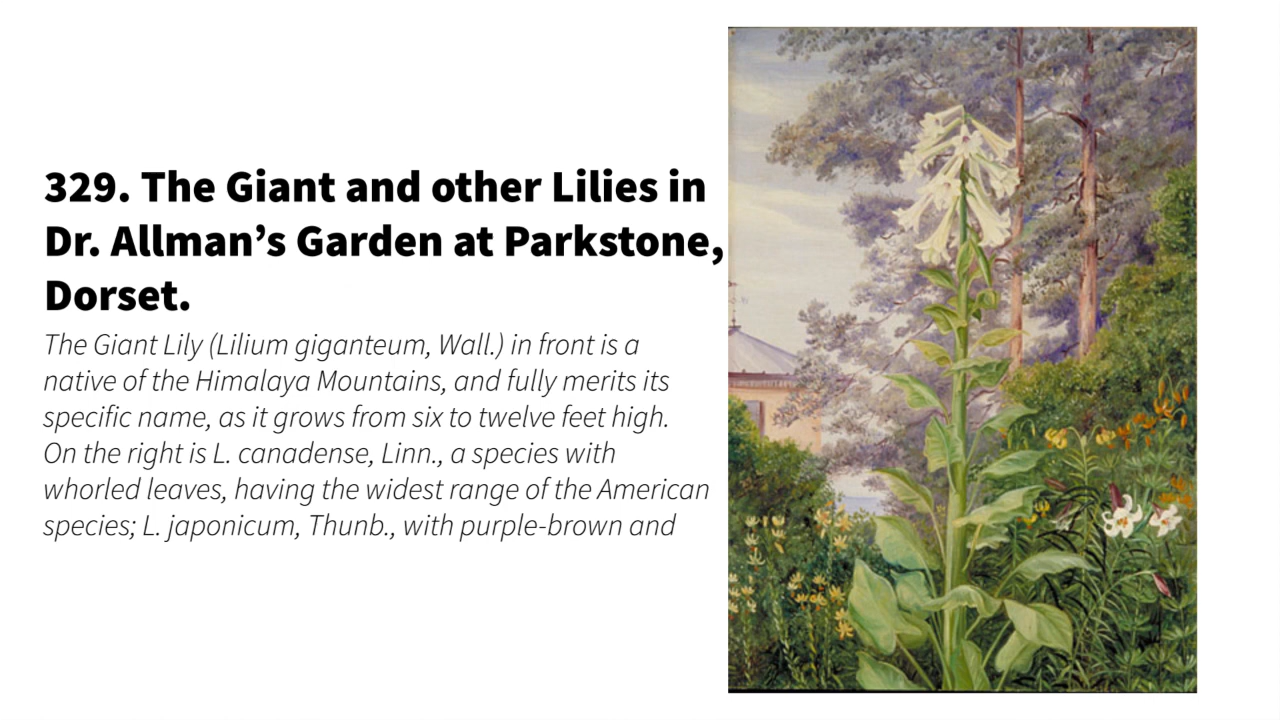 329. The Giant and other Lilies in
Dr. Allman’s Garden at Parkstone,
Dorset.
The Giant Lily (Lilium giganteum, Wall.) in front is a
native of the Himalaya Mountains, and fully merits its
specific name, as it grows from six to twelve feet high.
On the right is L. canadense, Linn., a species with
whorled leaves, having the widest range of the American
species; L. japonicum, Thunb., with purple-brown and